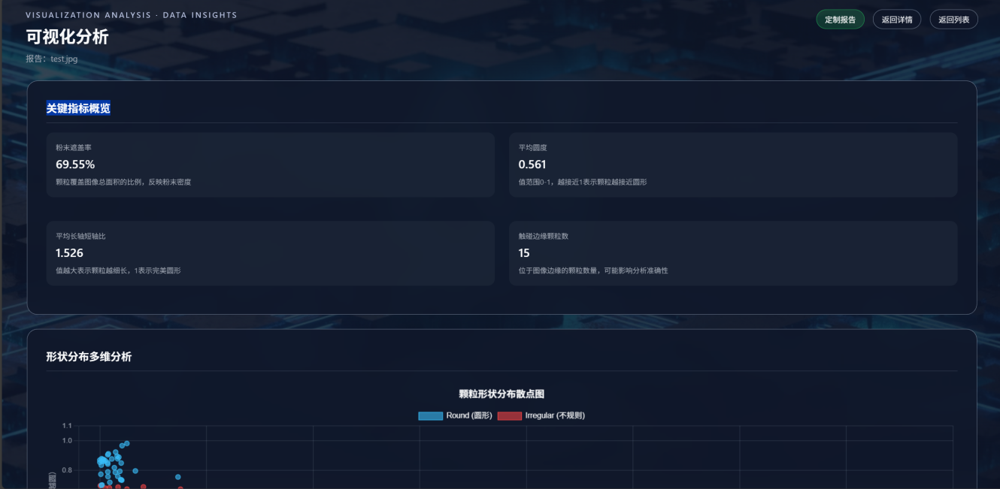 VISUALIZATION ANALYSIS · DATA INSIGHTS
可视化分析
报告：test.jpg
定制报告
返回详情
返回列表
关键指标概览
粉末遮盖率
69.55%
颗粒覆盖图像总面积的比例，反映粉末密度
平均圆度
0.561
值范围0-1，越接近1表示颗粒越接近圆形
平均长轴短轴比
1.526
值越大表示颗粒越细长，1表示完美圆形
触碰边缘颗粒数
15
位于图像边缘的颗粒数量，可能影响分析准确性
形状分布多维分析
颗粒形状分布散点图
Round (圆形)
Irregular (不规则)
1.1
1.0
0.8
越圆)